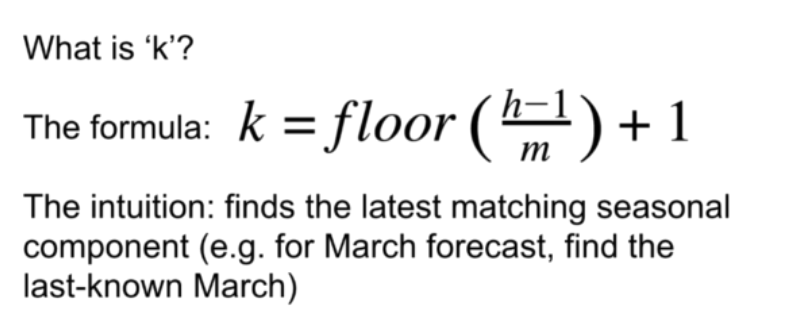 What is ‘k’?
The formula: k = floor ( h−1 / m ) + 1
The intuition: finds the latest matching seasonal
component (e.g. for March forecast, find the
last-known March)